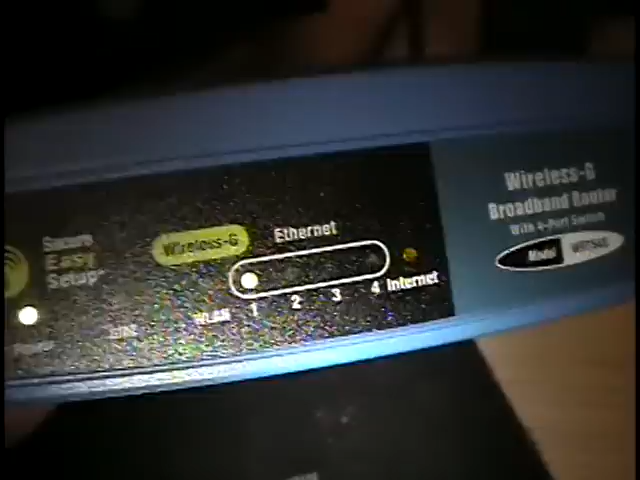 Wireless-G
Broadband Router
With 4-Port Switch
Model
Secure
Easy
Setup
Wireless-G
Ethernet
WLAN 1 2 3 4 Internet